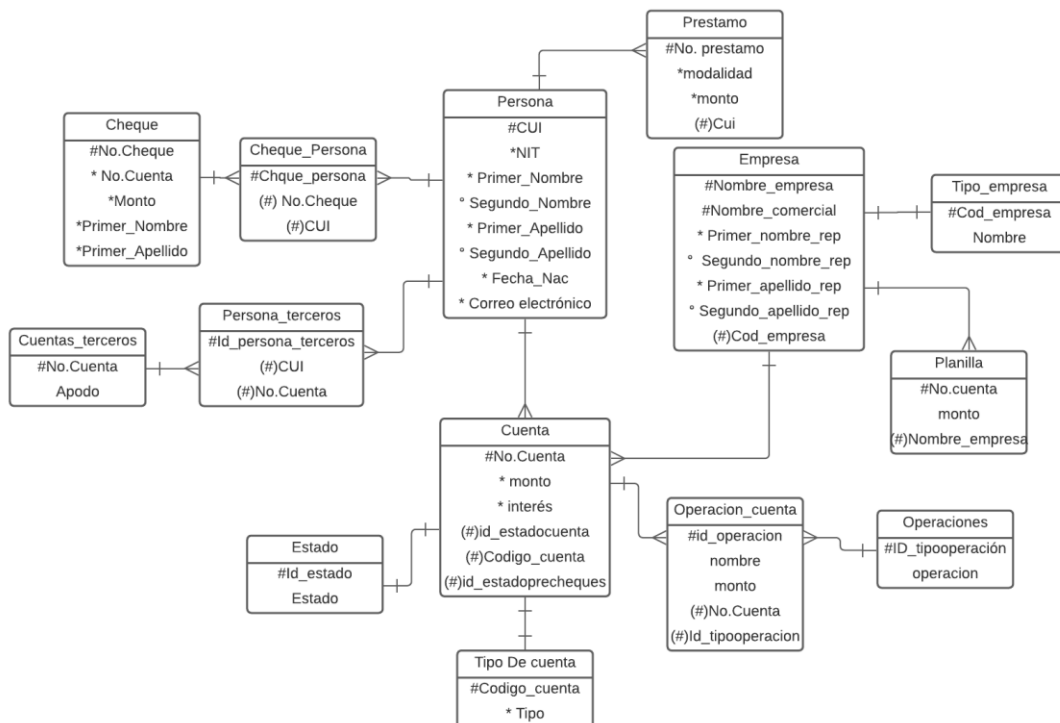 Prestamo
#No. prestamo
*modalidad
*monto
(#)Cui
Persona
#CUI
*NIT
* Primer_Nombre
° Segundo_Nombre
* Primer_Apellido
° Segundo_Apellido
* Fecha_Nac
* Correo electrónico
Cheque
#No.Cheque
* No.Cuenta
*Monto
*Primer_Nombre
*Primer_Apellido
Cheque_Persona
#Chque_persona
(#) No.Cheque
(#)CUI
Empresa
#Nombre_empresa
#Nombre_comercial
* Primer_nombre_rep
° Segundo_nombre_rep
* Primer_apellido_rep
° Segundo_apellido_rep
(#)Cod_empresa
Tipo_empresa
#Cod_empresa
Nombre
Persona_terceros
#Id_persona_terceros
(#)CUI
(#)No.Cuenta
Cuentas_terceros
#No.Cuenta
Apodo
Planilla
#No.cuenta
monto
(#)Nombre_empresa
Cuenta
#No.Cuenta
* monto
* interés
(#)id_estadocuenta
(#)Codigo_cuenta
(#)id_estadoprecheques
Operacion_cuenta
#id_operacion
nombre
monto
(#)No.Cuenta
(#)Id_tipooperacion
Operaciones
#ID_tipooperación
operacion
Estado
#Id_estado
Estado
Tipo De cuenta
#Codigo_cuenta
* Tipo